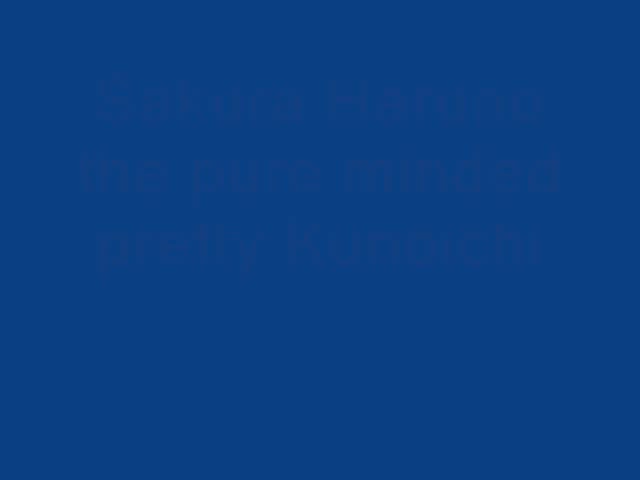 Sakura Haruno
the pure minded
pretty Kunoichi